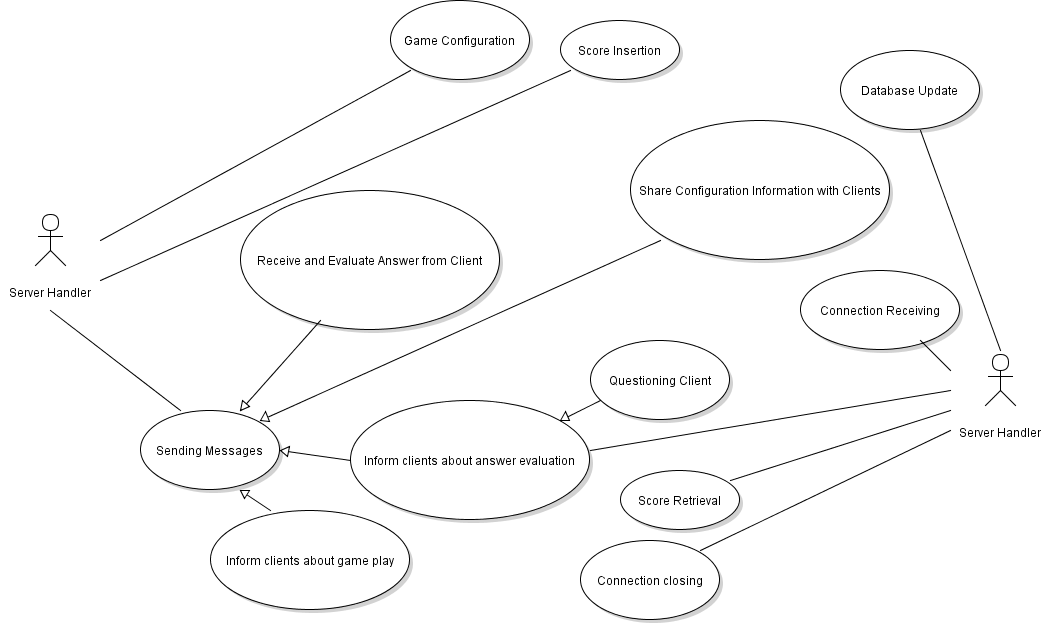 Game Configuration
Score Insertion
Database Update
Share Configuration Information with Clients
Receive and Evaluate Answer from Client
Server Handler
Connection Receiving
Questioning Client
Server Handler
Sending Messages
Inform clients about answer evaluation
Score Retrieval
Inform clients about game play
Connection closing